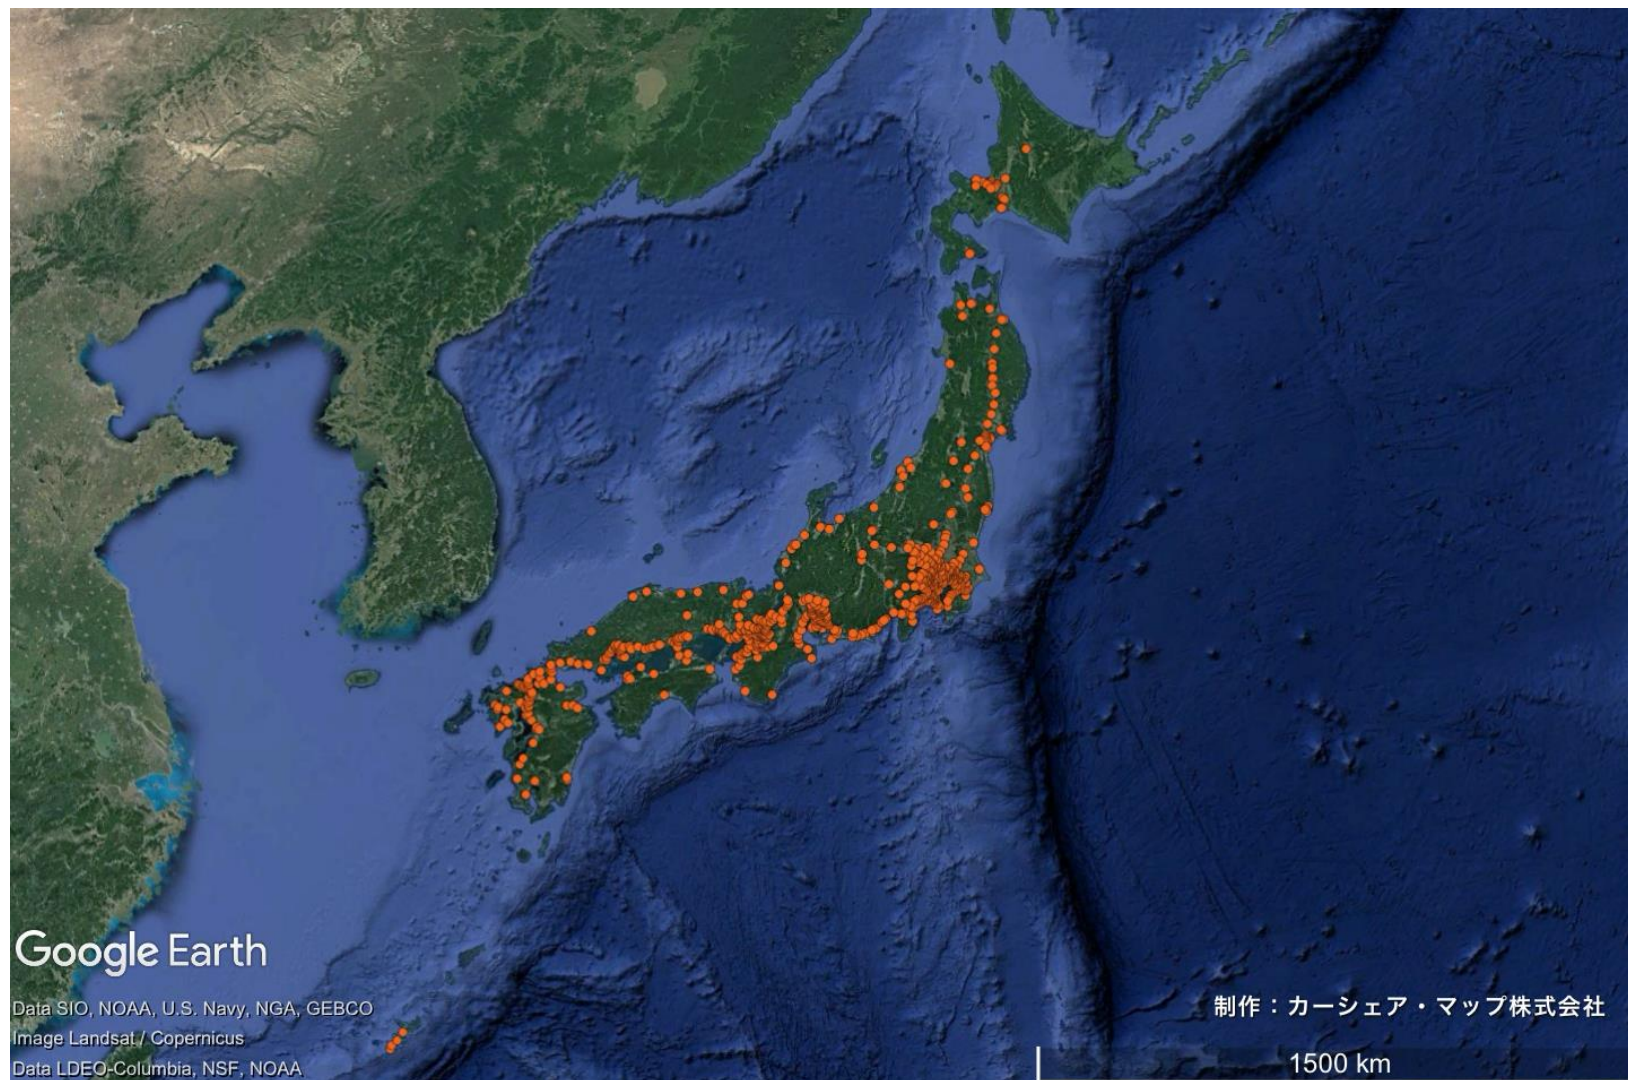 Google Earth
Data SIO, NOAA, U.S. Navy, NGA, GEBCO
Image Landsat / Copernicus
Data LDEO-Columbia, NSF, NOAA
制作：カーシェア・マップ株式会社
1500 km